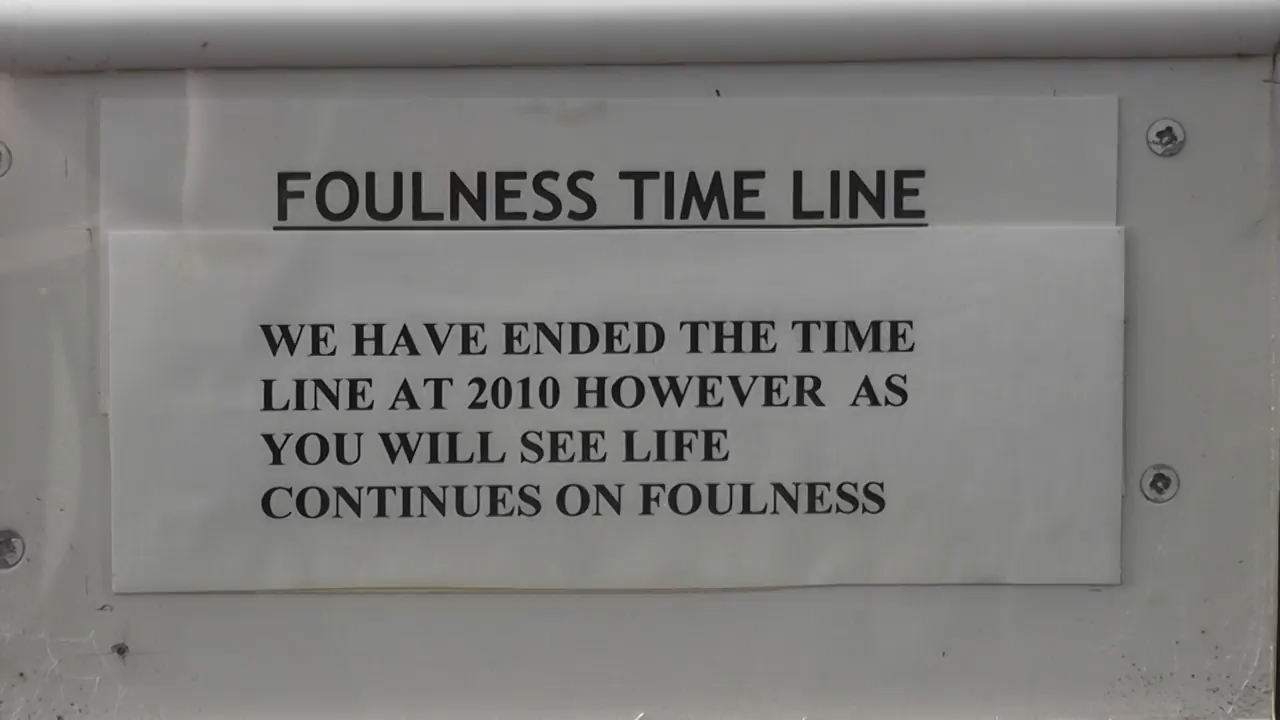 FOULNESS TIME LINE
WE HAVE ENDED THE TIME
LINE AT 2010 HOWEVER  AS
YOU WILL SEE LIFE
CONTINUES ON FOULNESS